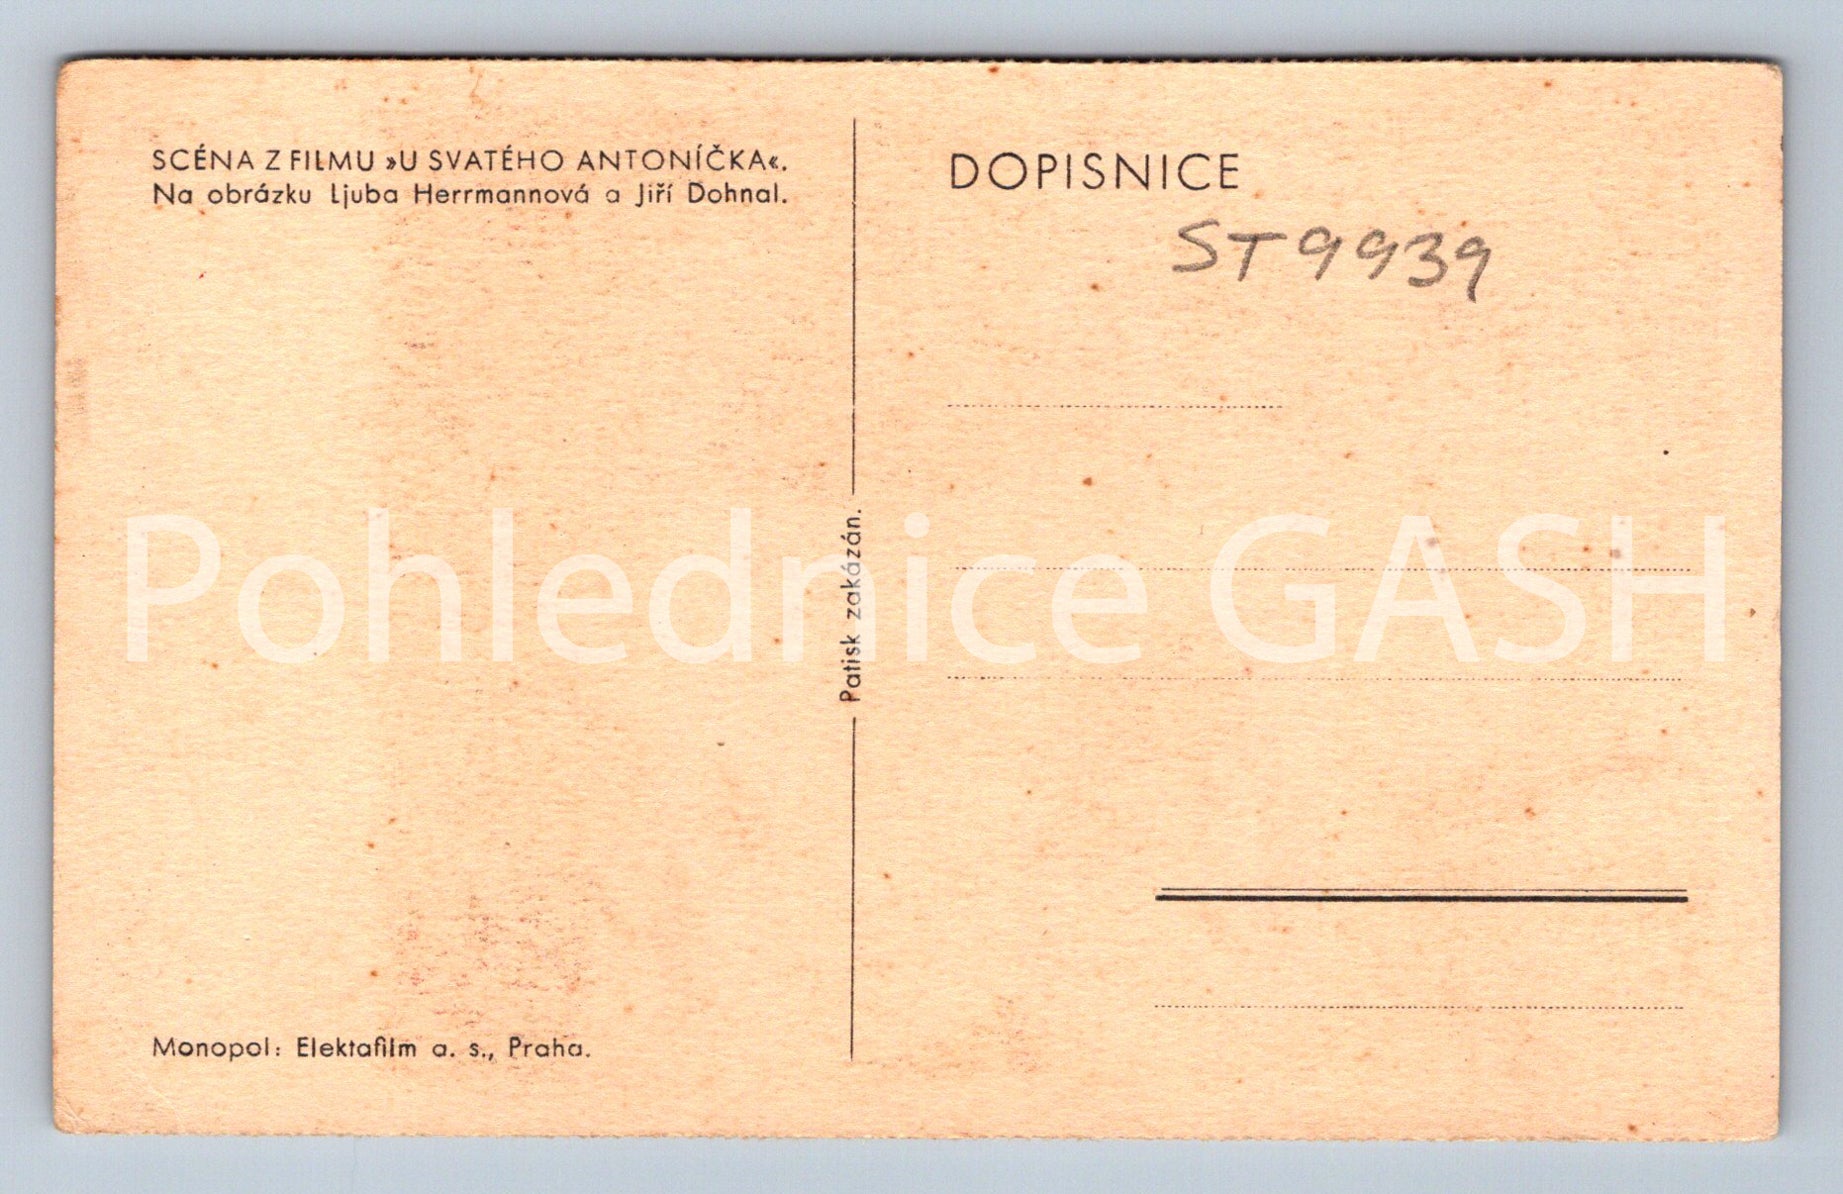 SCÉNA Z FILMU »U SVATÉHO ANTONÍČKA«.
Na obrázku Ljuba Herrmannová a Jiří Dohnal.
Monopol: Elektafilm a. s., Praha.
Patisk zakázán.
DOPISNICE
ST9939
Pohlednice GASH